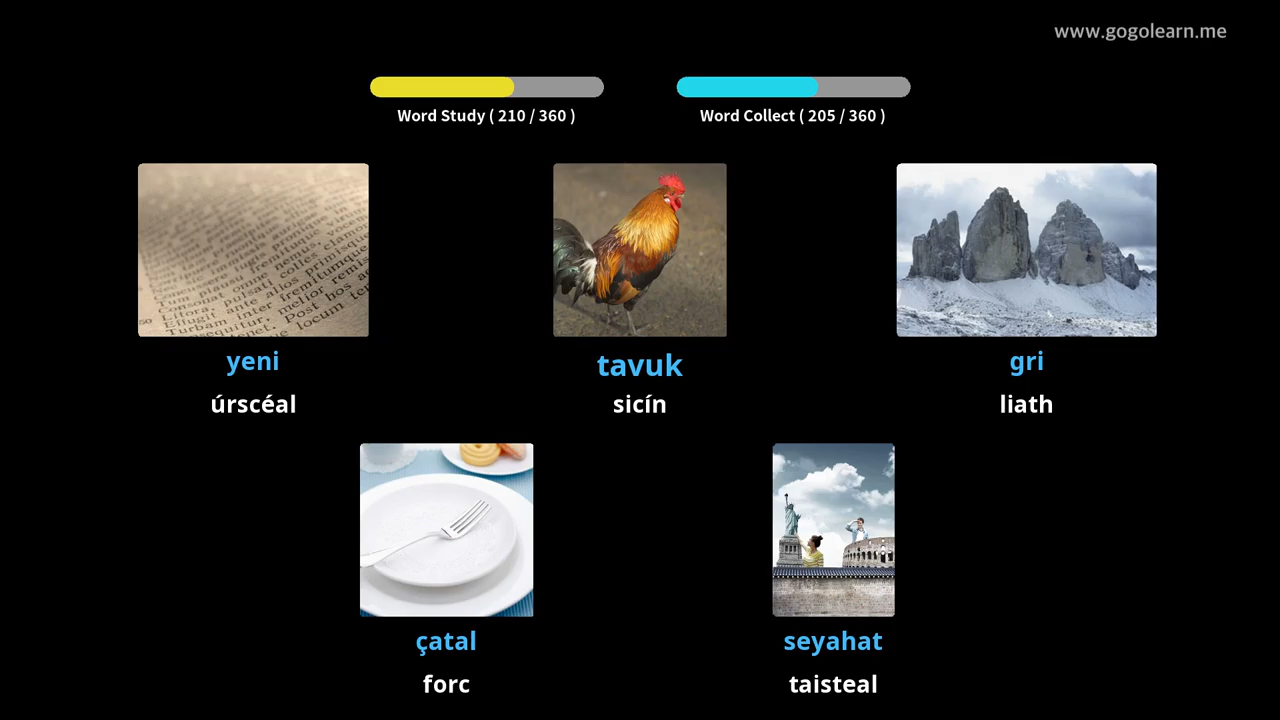 www.gogolearn.me
Word Study ( 210 / 360 )
Word Collect ( 205 / 360 )
yeni
úrscéal
tavuk
sicín
gri
liath
çatal
forc
seyahat
taisteal